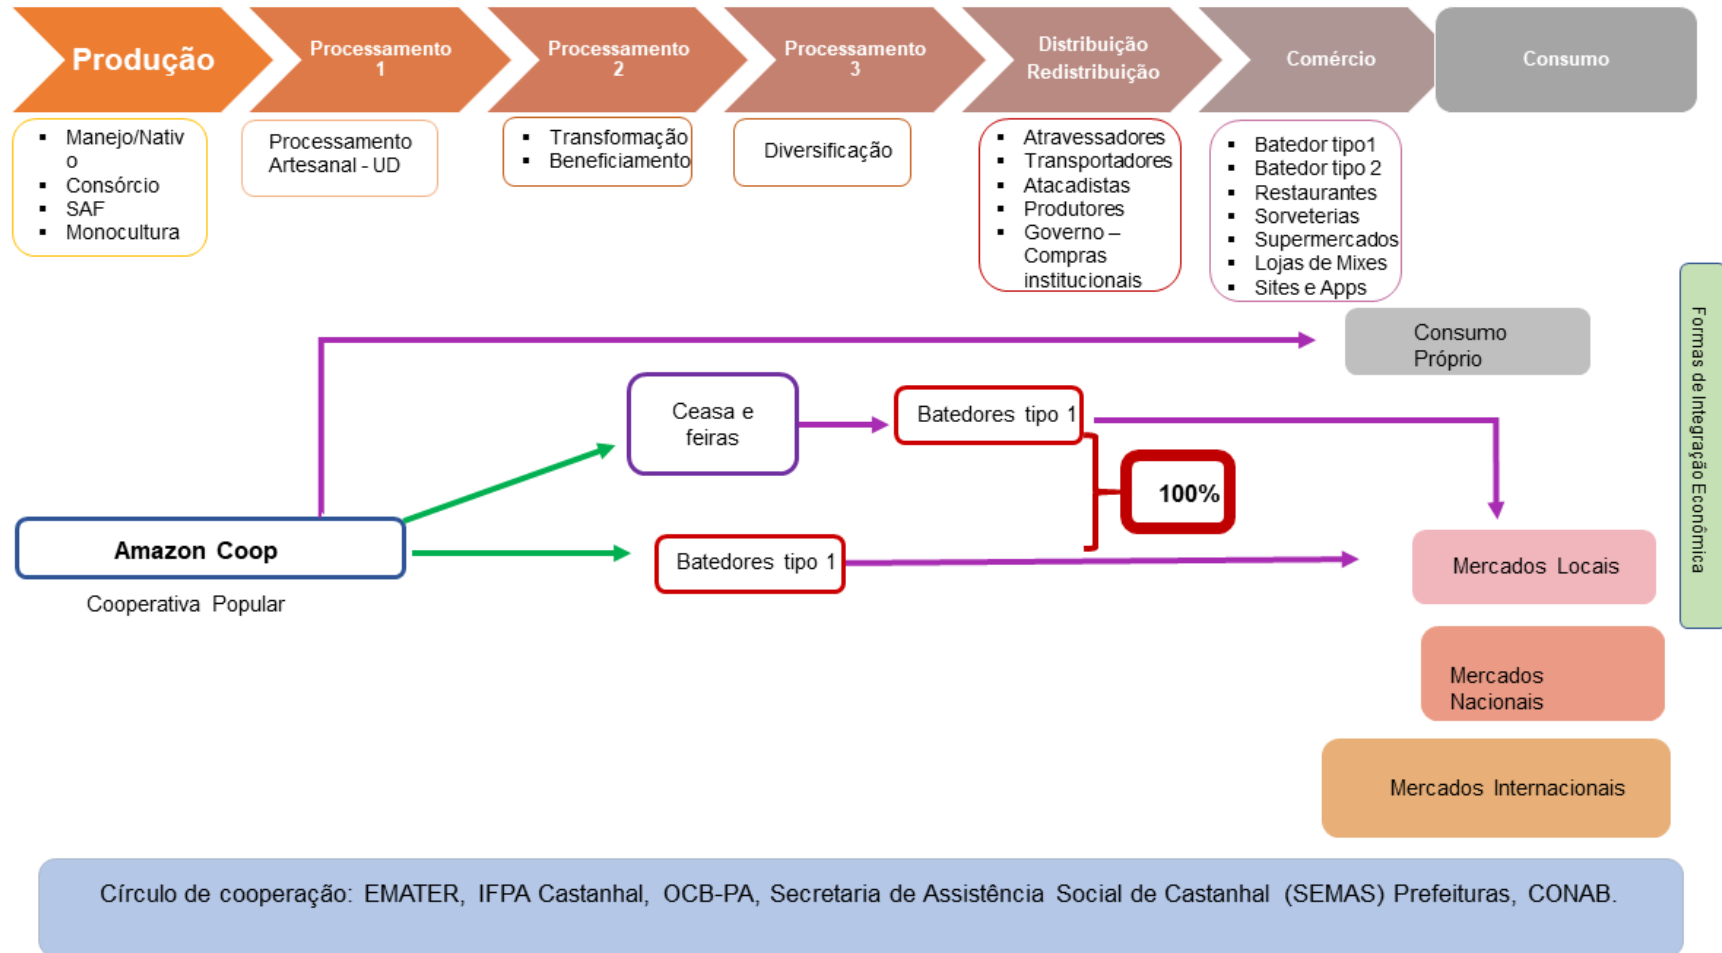 Produção
Processamento
1
Processamento
2
Processamento
3
Distribuição
Redistribuição
Comércio
Consumo
▪ Manejo/Nativ
o
▪ Consórcio
▪ SAF
▪ Monocultura
Processamento
Artesanal - UD
▪ Transformação
▪ Beneficiamento
Diversificação
▪ Atravessadores
▪ Transportadores
▪ Atacadistas
▪ Produtores
▪ Governo –
Compras
institucionais
▪ Batedor tipo1
▪ Batedor tipo 2
▪ Restaurantes
▪ Sorveterias
▪ Supermercados
▪ Lojas de Mixes
▪ Sites e Apps
Formas de Integração Econômica
Consumo
Próprio
Ceasa e
feiras
Batedores tipo 1
100%
Amazon Coop
Cooperativa Popular
Batedores tipo 1
Mercados Locais
Mercados
Nacionais
Mercados Internacionais
Círculo de cooperação: EMATER, IFPA Castanhal, OCB-PA, Secretaria de Assistência Social de Castanhal (SEMAS) Prefeituras, CONAB.